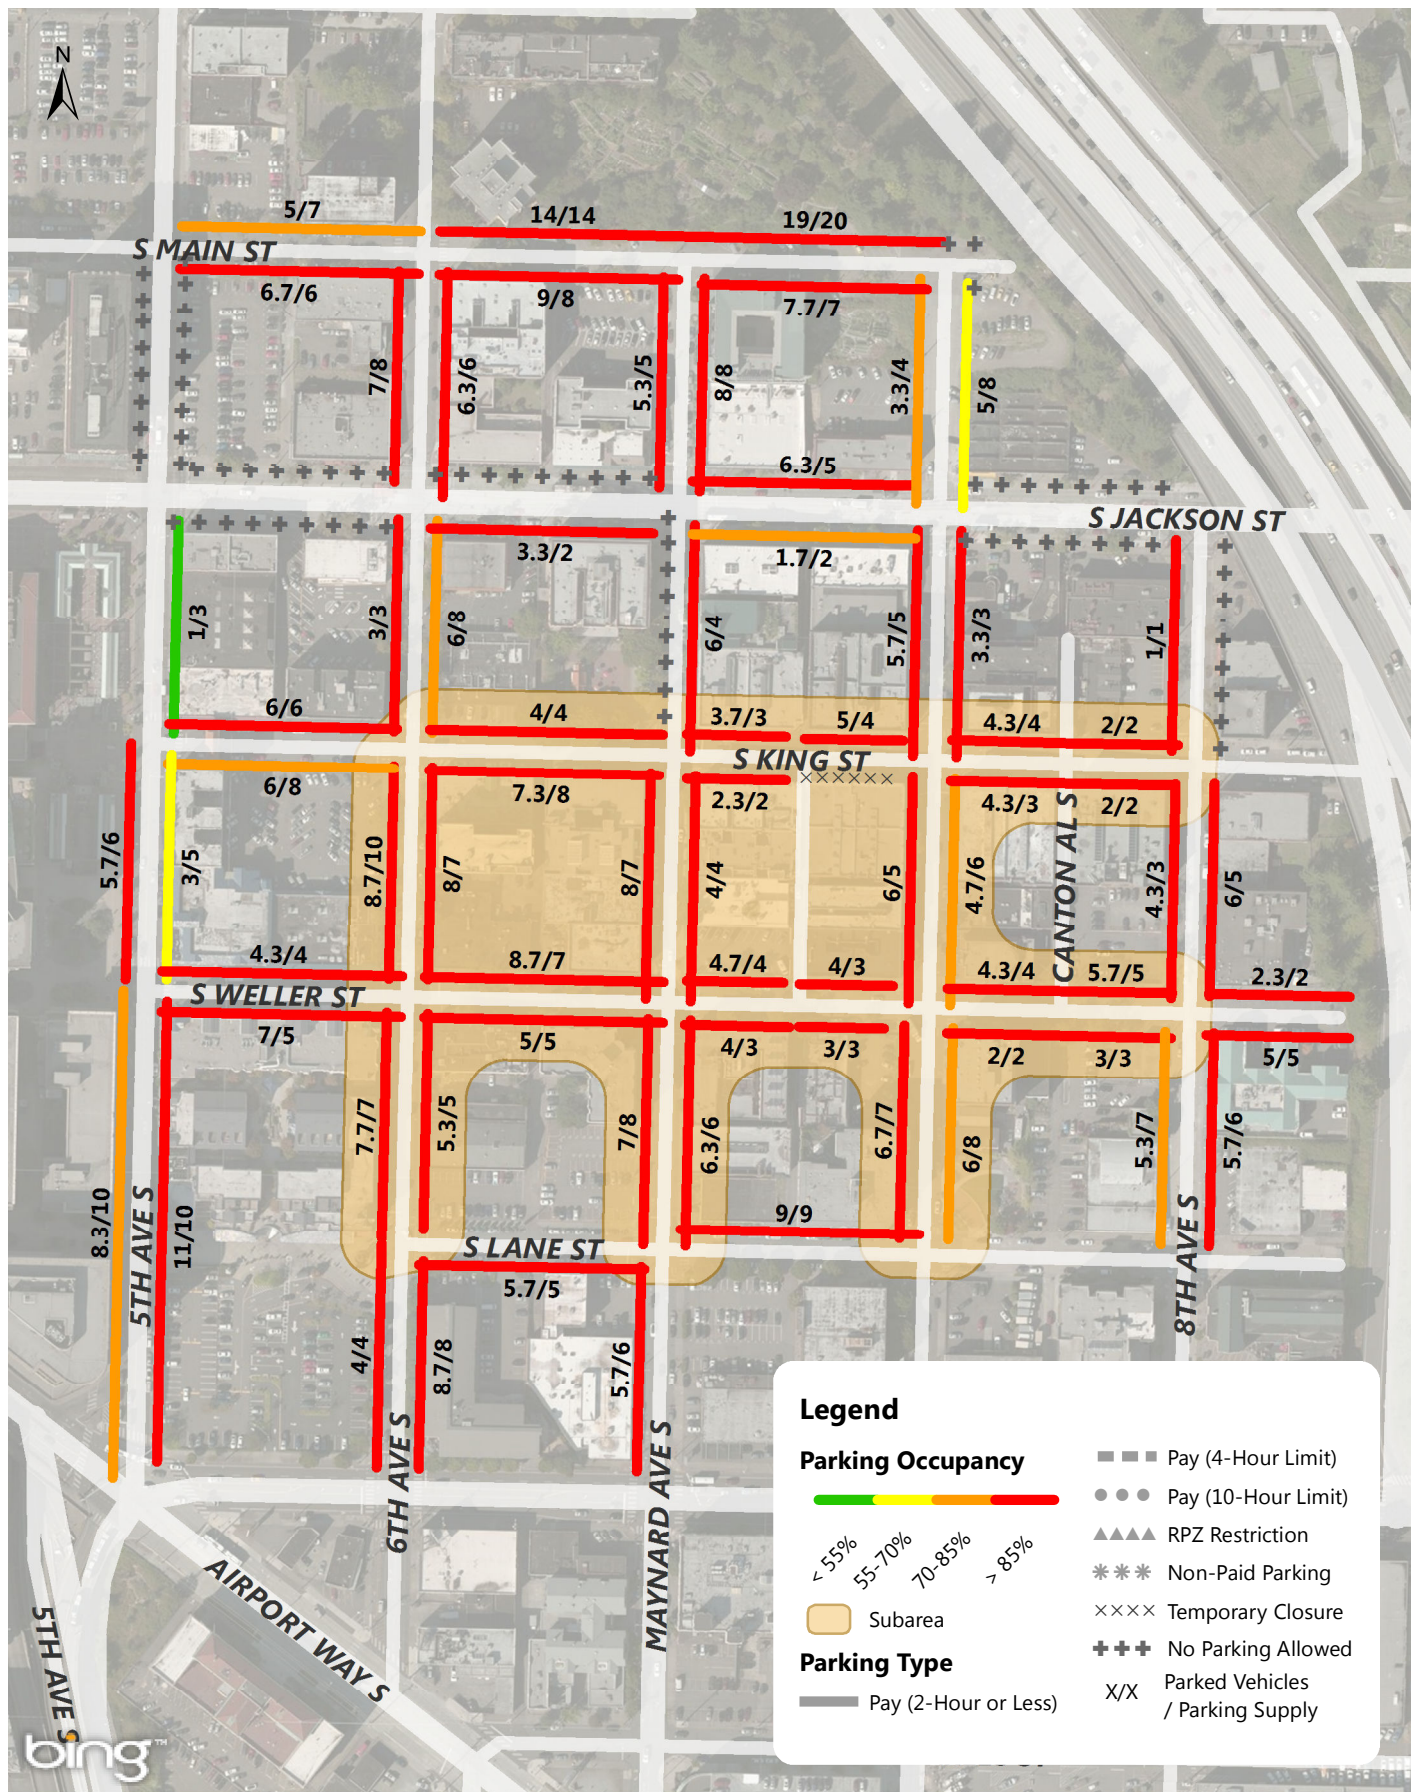 N
5/7
14/14
19/20
S MAIN ST
6.7/6
9/8
7.7/7
7/8
6.3/6
5.3/5
8/8
3.3/4
5/8
6.3/5
S JACKSON ST
3.3/2
1.7/2
1/3
3/3
6/8
6/4
5.7/5
3.3/3
1/1
6/6
4/4
3.7/3
5/4
4.3/4
2/2
S KING ST
6/8
7.3/8
2.3/2
4.3/3
2/2
5.7/6
3/5
8.7/10
8/7
8/7
4/4
6/5
4.7/6
CANTON AL S
4.3/3
6/5
4.3/4
8.7/7
4.7/4
4/3
4.3/4
5.7/5
2.3/2
S WELLER ST
7/5
5/5
4/3
3/3
2/2
3/3
5/5
7.7/7
5.3/5
7/8
6.3/6
6.7/7
6/8
5.3/7
5.7/6
8.3/10
5TH AVE S
11/10
9/9
S LANE ST
8TH AVE S
5.7/5
4/4
8.7/8
5.7/6
6TH AVE S
MAYNARD AVE S
AIRPORT WAY S
5TH AVE S
bing™
Legend
Parking Occupancy
< 55%
55-70%
70-85%
> 85%
Subarea
Parking Type
Pay (2-Hour or Less)
Pay (4-Hour Limit)
Pay (10-Hour Limit)
RPZ Restriction
Non-Paid Parking
Temporary Closure
No Parking Allowed
X/X
Parked Vehicles
/ Parking Supply